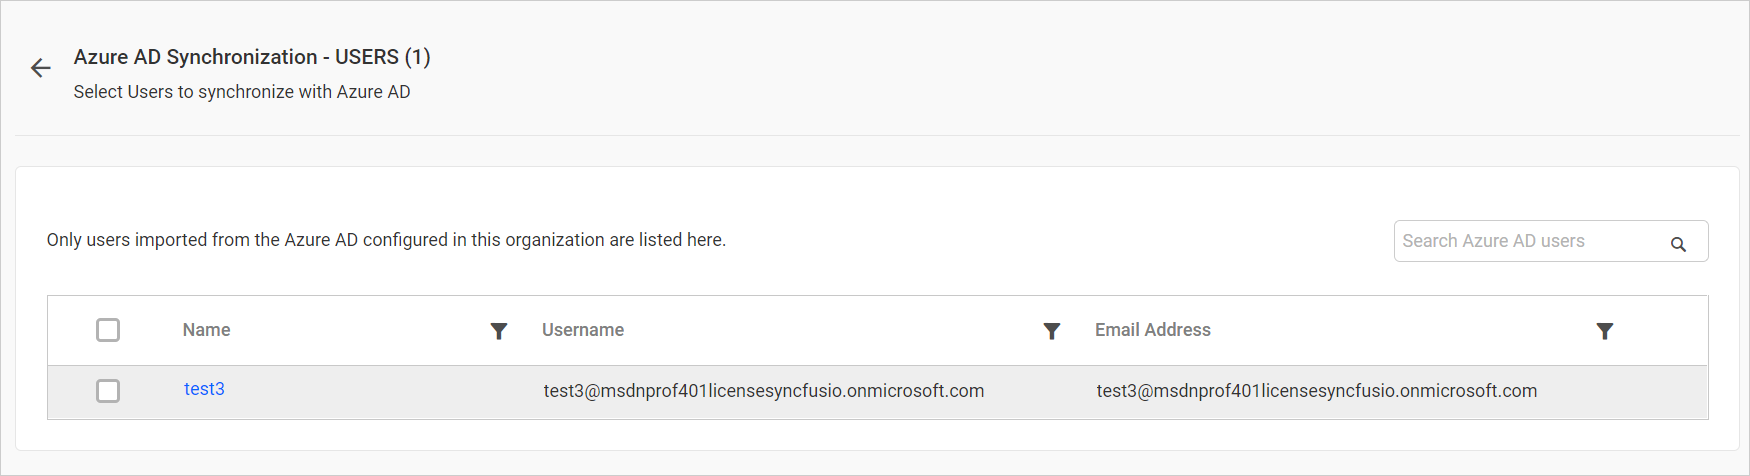 Azure AD Synchronization - USERS (1)
Select Users to synchronize with Azure AD
Only users imported from the Azure AD configured in this organization are listed here.
Search Azure AD users
Name Username Email Address
test3 test3@msdnprof401licensesyncfusio.onmicrosoft.com test3@msdnprof401licensesyncfusio.onmicrosoft.com